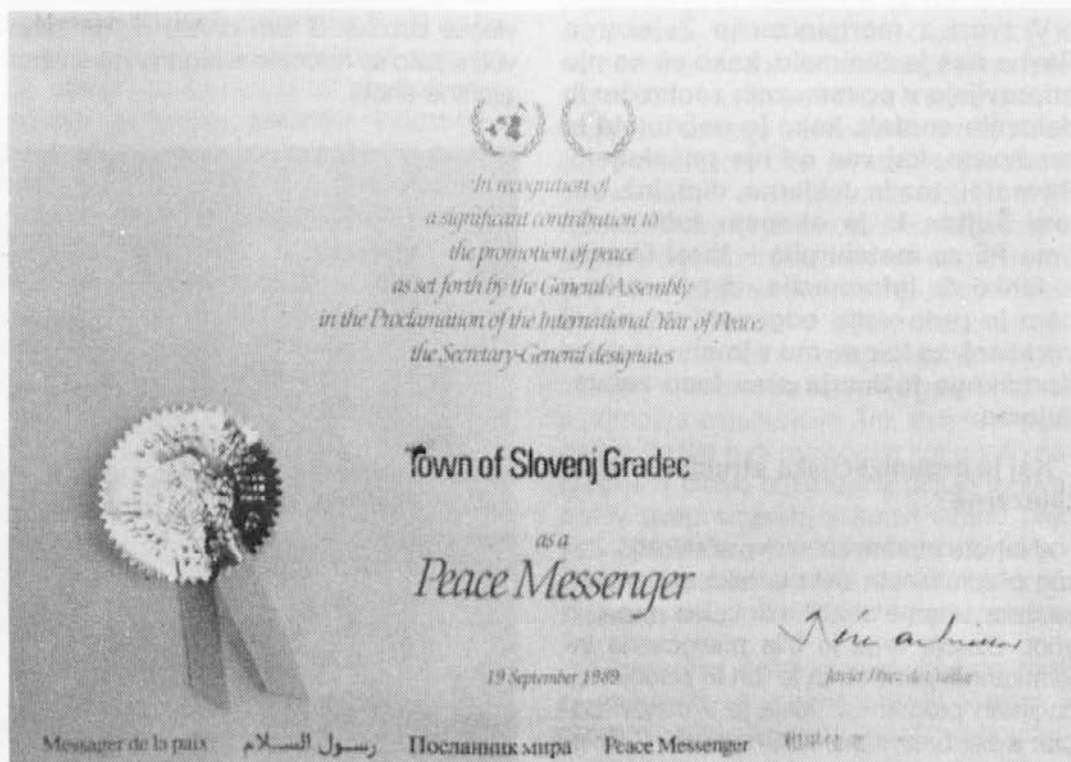 In recognition of
a significant contribution to
the promotion of peace
as set forth by the General Assembly
in the Proclamation of the International Year of Peace,
the Secretary-General designates
Town of Slovenj Gradec
as a
Peace Messenger
19 September 1989
Javier Pérez de Cuéllar
Messager de la paix رسول السلام Посланник мира Peace Messenger